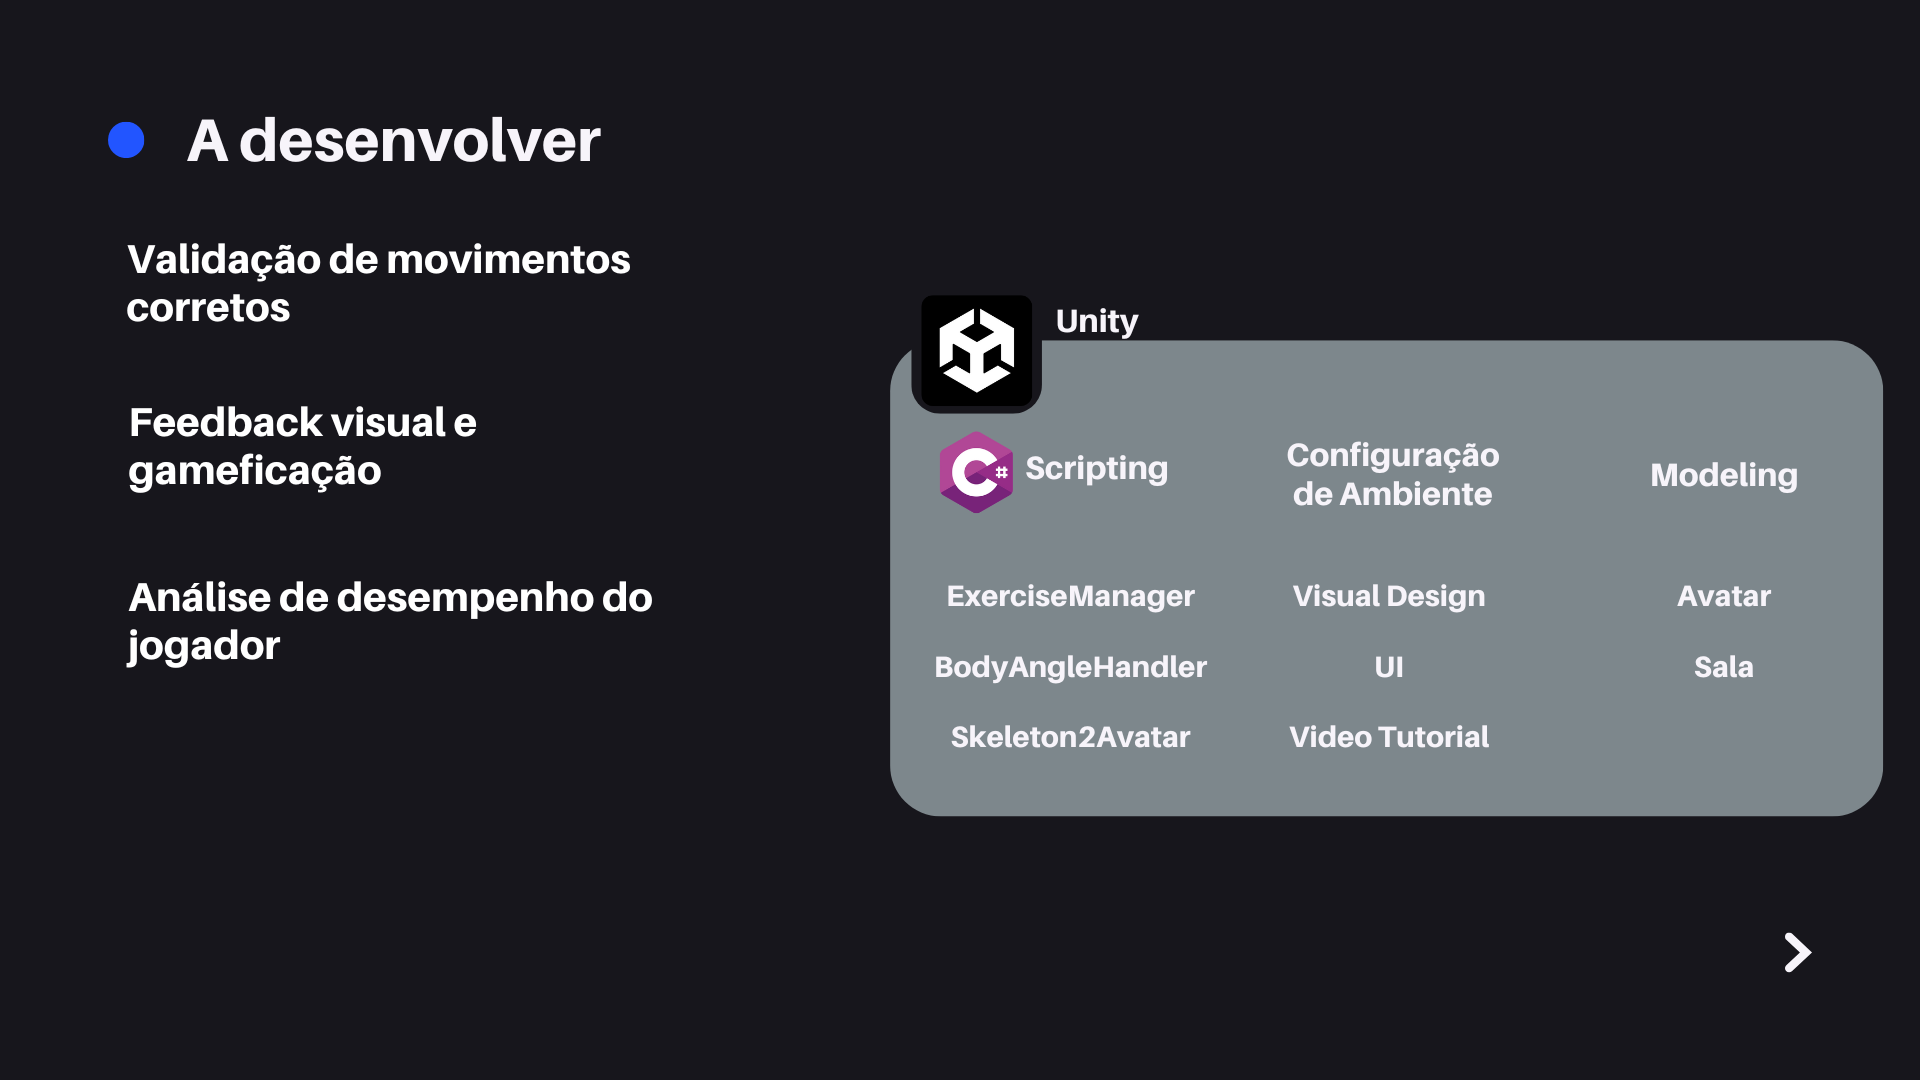 A desenvolver
Validação de movimentos
corretos
Feedback visual e
gameficação
Análise de desempenho do
jogador
Unity
C# Scripting
Configuração
de Ambiente
Modeling
ExerciseManager
Visual Design
Avatar
BodyAngleHandler
UI
Sala
Skeleton2Avatar
Video Tutorial